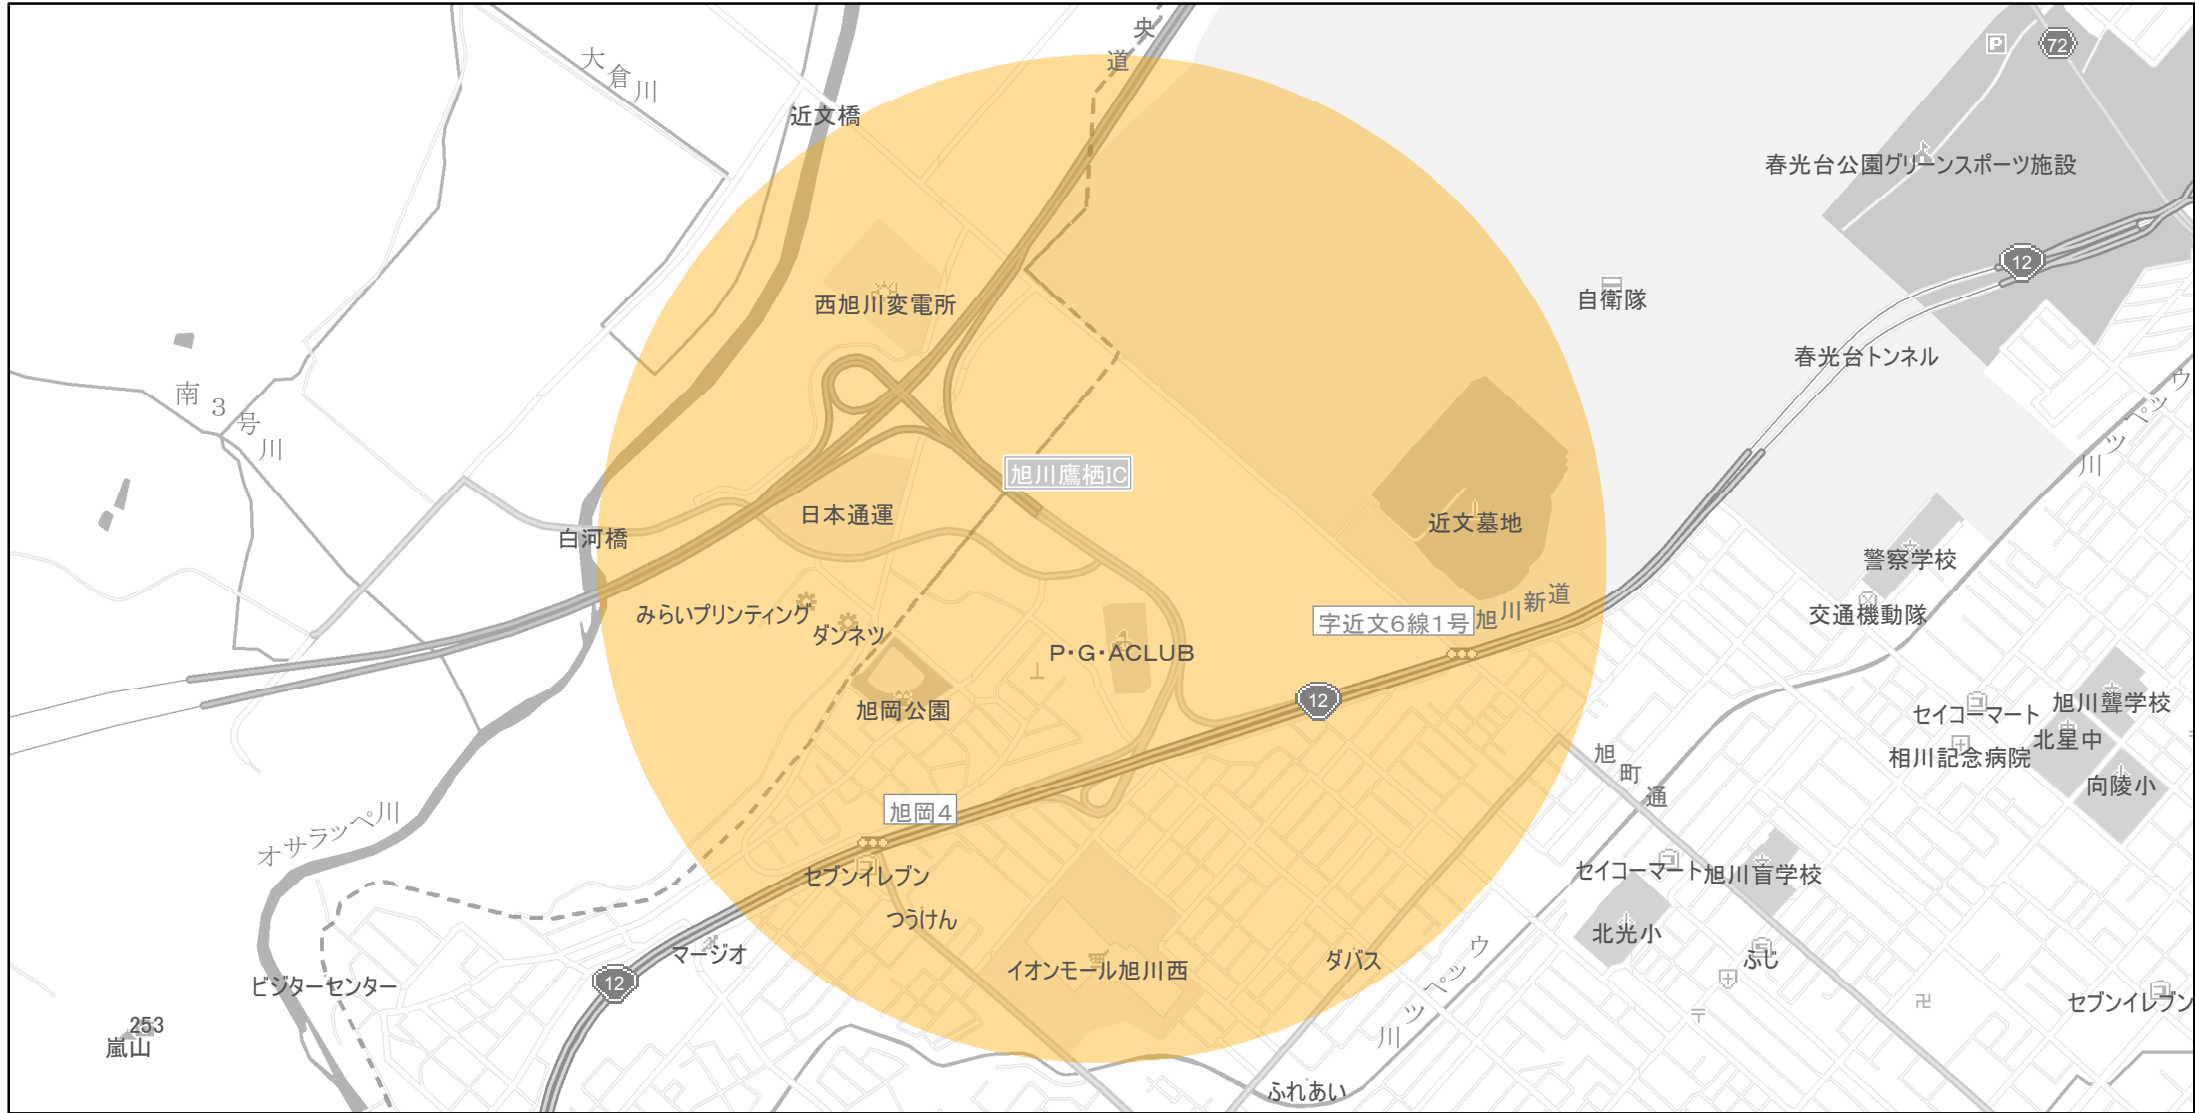 央
道
72
P
大倉川
近文橋
春光台公園グリーンスポーツ施設
12
西旭川変電所
自衛隊
春光台トンネル
南3号川
ウッペツ川
旭川鷹栖IC
日本通運
近文墓地
白河橋
警察学校
みらいプリンティング
ダンネツ
字近文6線1号
旭川新道
交通機動隊
P・G・ACLUB
旭岡公園
12
セイコーマート
旭川聾学校
北星中
相川記念病院
旭町通
向陵小
オサラッペ川
旭岡4
セブンイレブン
セイコーマート
旭川盲学校
つうけん
北光小
マージオ
イオンモール旭川西
ダバス
ウッペツ川
ふじ
ビジターセンター
12
セブンイレブン
253
嵐山
ふれあい